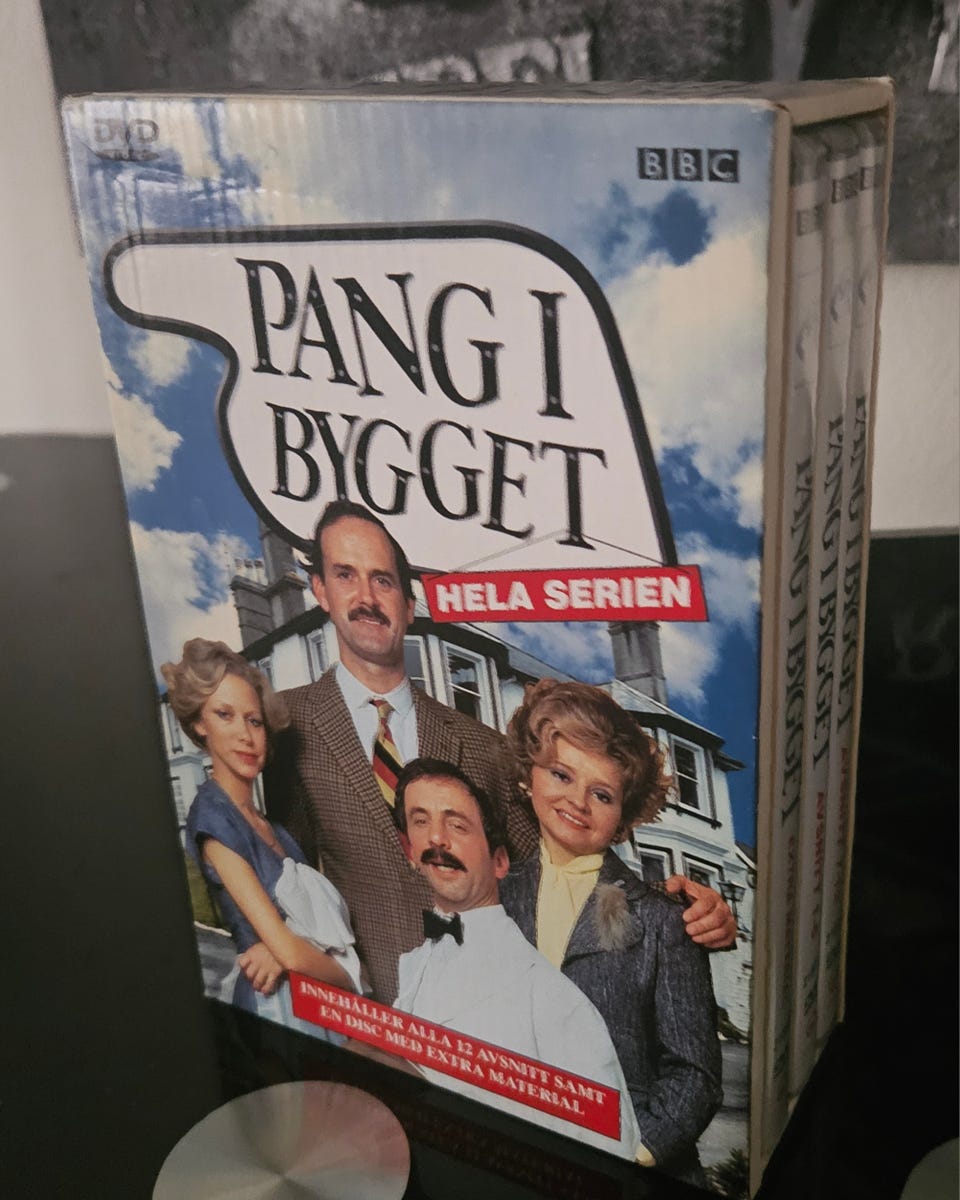 DVD
VIDEO
BBC
PANG I
BYGGET
HELA SERIEN
INNEHÅLLER ALLA 12 AVSNITT SAMT
EN DISC MED EXTRA MATERIAL
PANG I BYGGET
PANG I BYGGET
PANG I BYGGET